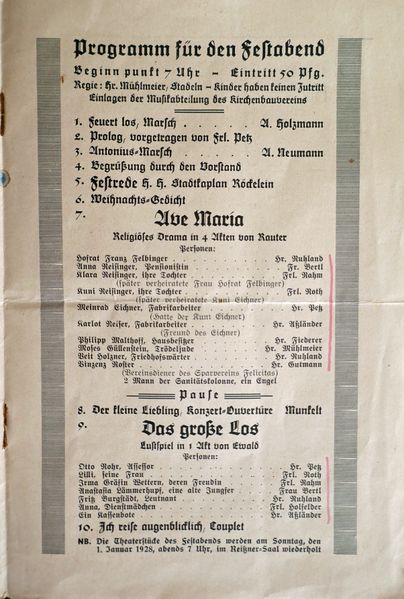 Programm für den Festabend
Beginn punkt 7 Uhr – Eintritt 50 Pfg.
Regie: Hr. Mühlmeier, Stadeln – Kinder haben keinen Zutritt
Einlagen der Musikabteilung des Kirchenbauvereins
1. Feuert los, Marsch . . . . . A. Holzmann
2. Prolog, vorgetragen von Frl. Petz
3. Antonius-Marsch . . . . . A. Neumann
4. Begrüßung durch den Vorstand
5. Festrede H. H. Stadtkaplan Röckelein
6. Weihnachts-Gedicht
7. Ave Maria
Religiöses Drama in 4 Akten von Rauter
Personen:
Hofrat Franz Felbinger . . . . . Hr. Ruhland
Anna Reisinger, Pensionistin . . . . . Fr. Bertl
Klara Reisinger, ihre Tochter . . . . . Frl. Rahm
(später verheiratete Frau Hofrat Felbinger)
Kuni Reisinger, ihre Tochter . . . . . Frl. Roth
(später verheiratete Kuni Eichner)
Meinrad Eichner, Fabrikarbeiter . . . . . Hr. Petz
(Gatte der Kuni Eichner)
Karlot Reiser, Fabrikarbeiter . . . . . Hr. Aßländer
(Freund des Eichner)
Philipp Malthoff, Hausbesitzer . . . . . Hr. Fiederer
Moses Güllenstein, Trödeljude . . . . . Hr. Mühlmeier
Veit Holzner, Friedhofswärter . . . . . Hr. Ruhland
Vinzenz Roster . . . . . Hr. Gutmann
(Vereinsdiener des Sparvereins Felicitas)
2 Mann der Sanitätskolonne, ein Engel
Pause
8. Der kleine Liebling, Konzert-Ouvertüre Munkelt
9. Das große Los
Lustspiel in 1 Akt von Ewald
Personen:
Otto Rohr, Assessor . . . . . Hr. Petz
Lilli, seine Frau . . . . . Frl. Roth
Irma Gräfin Wettern, deren Freundin . . . . . Frl. Rahm
Anastasia Lämmerhupf, eine alte Jungfer . . . . . Frau Bertl
Fritz Burgstädt, Leutnant . . . . . Hr. Ruhland
Anna, Dienstmädchen . . . . . Frl. Holfelder
Ein Kassenbote . . . . . Hr. Aßländer
10. Ich reise augenblicklich, Couplet
NB. Die Theaterstücke des Festabends werden am Sonntag, den
1. Januar 1928, abends 7 Uhr, im Reißner-Saal wiederholt